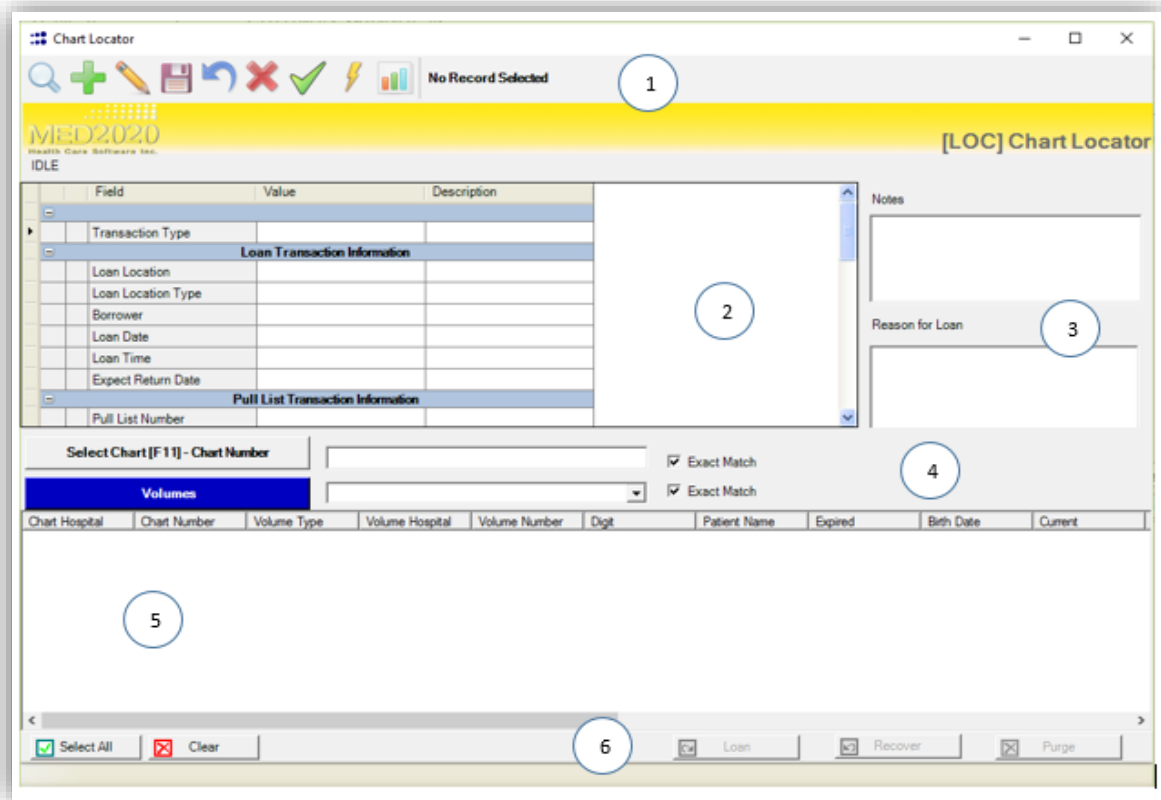 Chart Locator
No Record Selected
1
MED2020
Health Care Software Inc.
[LOC] Chart Locator
IDLE
Field Value Description
Transaction Type
Loan Transaction Information
Loan Location
Loan Location Type
Borrower
Loan Date
Loan Time
Expect Return Date
Pull List Transaction Information
Pull List Number
2
Notes
Reason for Loan
3
Select Chart [F11] - Chart Number
Exact Match
4
Volumes
Exact Match
Chart Hospital Chart Number Volume Type Volume Hospital Volume Number Digit Patient Name Expired Birth Date Current
5
Select All Clear 6 Loan Recover Purge